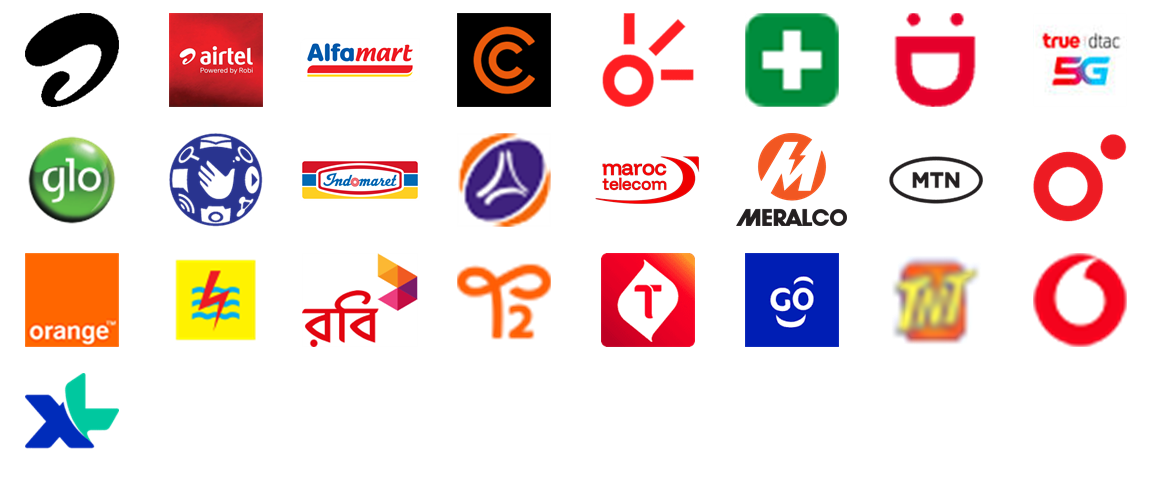 airtel
Powered by Robi
Alfamart
C
true dtac
5G
glo
Indomaret
maroc
telecom
M
MERALCO
MTN
orange™
রবি
T2
T
GO
TNT
XL